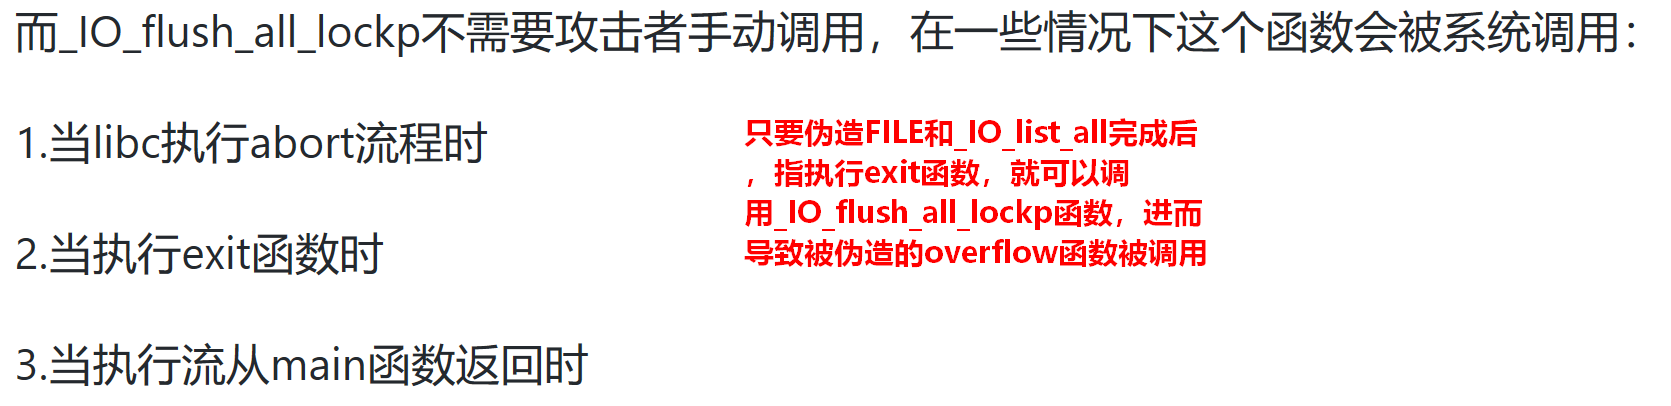 而_IO_flush_all_lockp不需要攻击者手动调用，在一些情况下这个函数会被系统调用：
1.当libc执行abort流程时
只要伪造FILE和_IO_list_all完成后
，指执行exit函数，就可以调
用_IO_flush_all_lockp函数，进而
导致被伪造的overflow函数被调用
2.当执行exit函数时
3.当执行流从main函数返回时